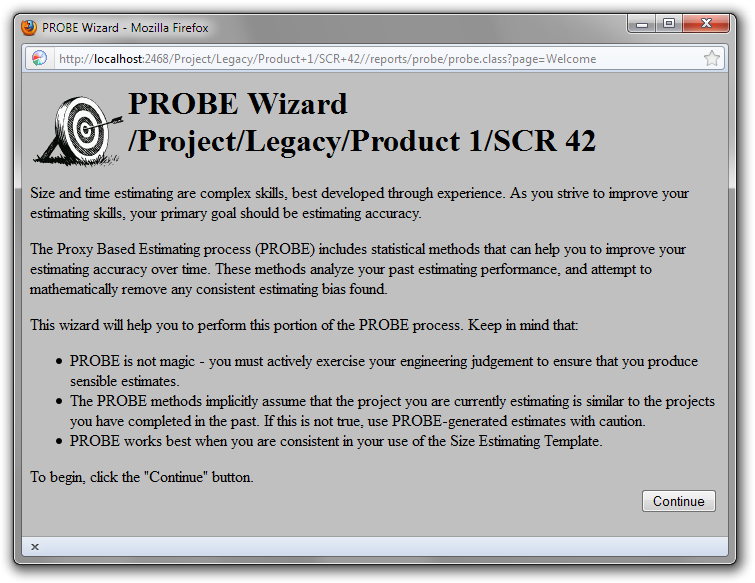 PROBE Wizard - Mozilla Firefox
http://localhost:2468/Project/Legacy/Product+1/SCR+42//reports/probe/probe.class?page=Welcome
PROBE Wizard
/Project/Legacy/Product 1/SCR 42
Size and time estimating are complex skills, best developed through experience. As you strive to improve your
estimating skills, your primary goal should be estimating accuracy.
The Proxy Based Estimating process (PROBE) includes statistical methods that can help you to improve your
estimating accuracy over time. These methods analyze your past estimating performance, and attempt to
mathematically remove any consistent estimating bias found.
This wizard will help you to perform this portion of the PROBE process. Keep in mind that:
• PROBE is not magic - you must actively exercise your engineering judgement to ensure that you produce
sensible estimates.
• The PROBE methods implicitly assume that the project you are currently estimating is similar to the projects
you have completed in the past. If this is not true, use PROBE-generated estimates with caution.
• PROBE works best when you are consistent in your use of the Size Estimating Template.
To begin, click the "Continue" button.
Continue
x